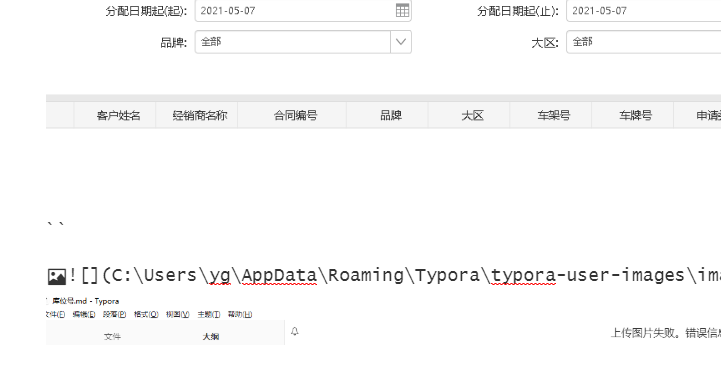 分配日期起(起): 2021-05-07 分配日期起(止): 2021-05-07
品牌: 全部 大区: 全部
客户姓名 经销商名称 合同编号 品牌 大区 车架号 车牌号 申请
``
![](C:\Users\yg\AppData\Roaming\Typora\typora-user-images\ima
库位号.md - Typora
文件(F) 编辑(E) 段落(P) 格式(O) 视图(V) 主题(T) 帮助(H)
文件 大纲 上传图片失败。错误信息